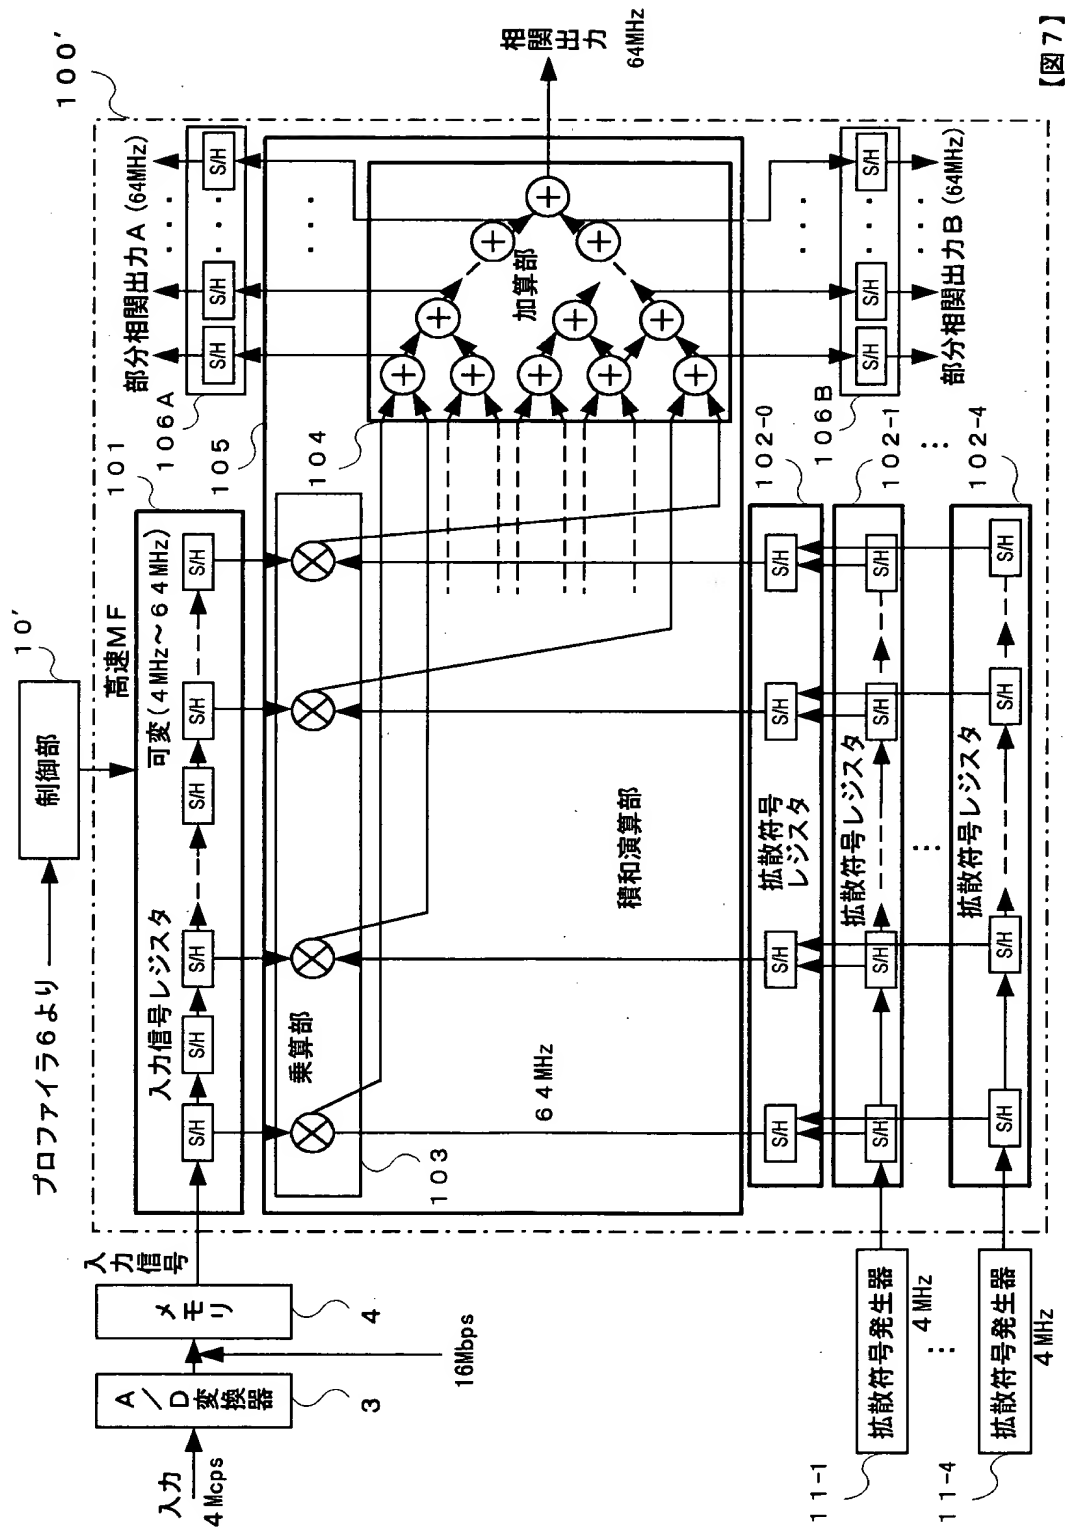 【図７】
プロファイラ６より
制御部
１０′
１００′
高速ＭＦ
１０１
入力信号レジスタ
可変（４ＭHz～６４ＭHz）
S/H
S/H
S/H
S/H
S/H
S/H
入力
４Mcps
Ａ／Ｄ変換器
３
16Mbps
メモリ
４
入力信号
部分相関出力Ａ（64MHz）
S/H
S/H
・・・
S/H
１０６Ａ
１０５
乗算部
１０３
１０４
加算部
・・・
・・・
相関出力
64MHz
積和演算部
６４ＭHz
１０２-０
拡散符号レジスタ
S/H
S/H
S/H
S/H
１０６Ｂ
S/H
S/H
・・・
S/H
部分相関出力Ｂ（64MHz）
１０２-１
拡散符号レジスタ
S/H
S/H
S/H
S/H
１０２-４
拡散符号レジスタ
S/H
S/H
S/H
S/H
拡散符号発生器
４ＭHz
１１-１
拡散符号発生器
４ＭHz
１１-４